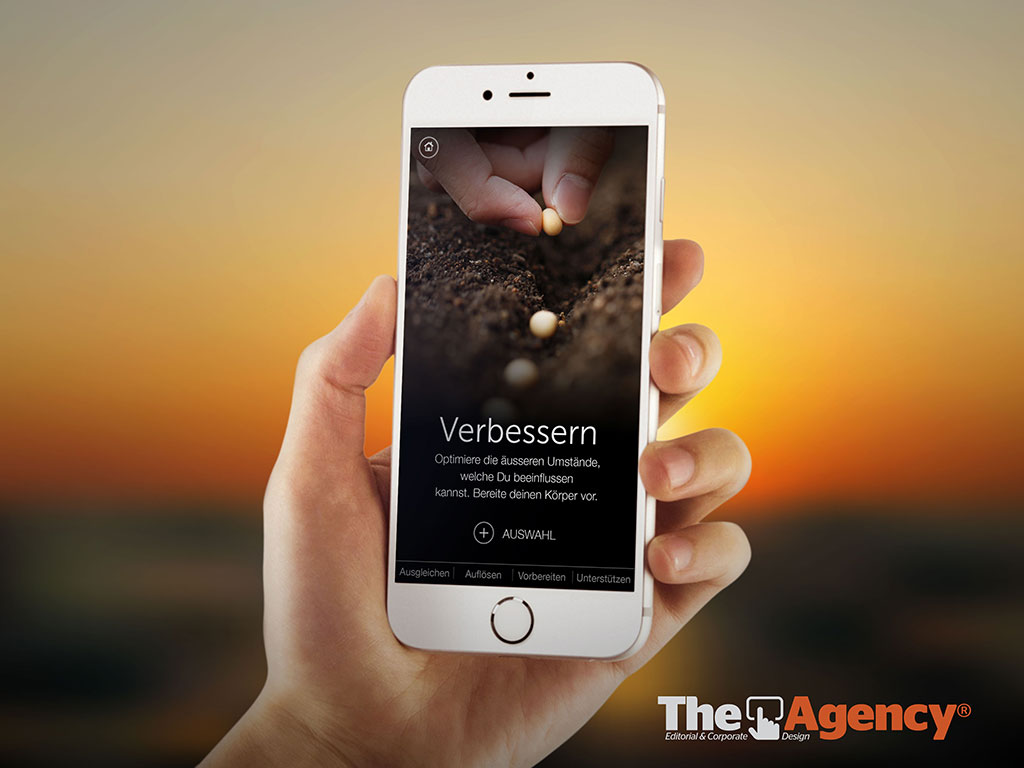 Verbessern
Optimiere die äusseren Umstände,
welche Du beeinflussen
kannst. Bereite deinen Körper vor.
AUSWAHL
Ausgleichen Auflösen Vorbereiten Unterstützen
The Agency®
Editorial & Corporate Design